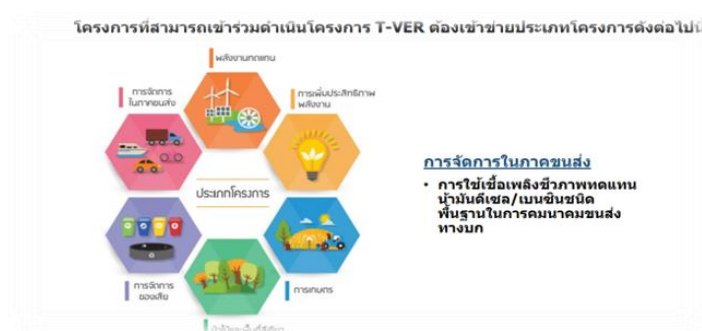 โครงการที่สามารถเข้าร่วมดำเนินโครงการ T-VER ต้องเข้าข่ายประเภทโครงการดังต่อไปนี้
พลังงานทดแทน
การจัดการ
ในภาคขนส่ง
การเพิ่มประสิทธิภาพ
พลังงาน
ประเภทโครงการ
การจัดการ
ของเสีย
การเกษตร
การจัดการในภาคขนส่ง
• การใช้เชื้อเพลิงชีวภาพทดแทน
น้ำมันดีเซล/เบนซินชนิด
พื้นฐานในการคมนาคมขนส่ง
ทางบก